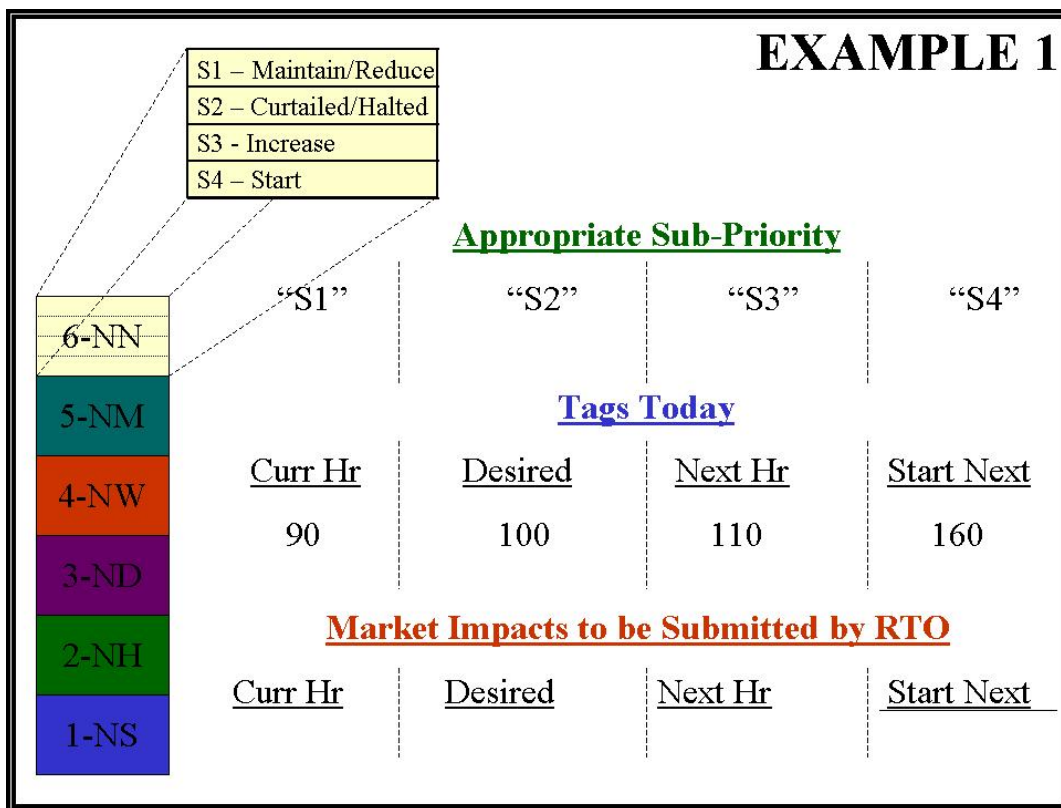 EXAMPLE 1
S1 – Maintain/Reduce
S2 – Curtailed/Halted
S3 - Increase
S4 – Start
Appropriate Sub-Priority
“S1” “S2” “S3” “S4”
6-NN
5-NM
4-NW
3-ND
2-NH
1-NS
Tags Today
Curr Hr Desired Next Hr Start Next
90 100 110 160
Market Impacts to be Submitted by RTO
Curr Hr Desired Next Hr Start Next